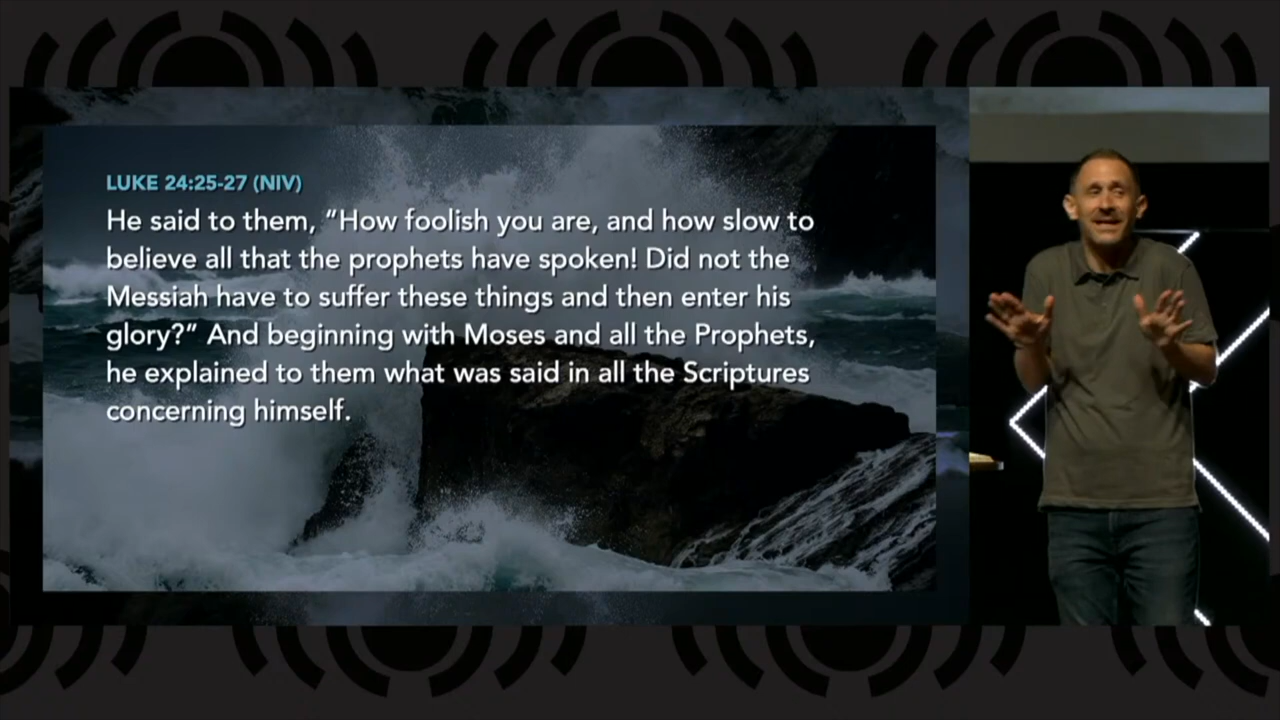 LUKE 24:25-27 (NIV)
He said to them, "How foolish you are, and how slow to
believe all that the prophets have spoken! Did not the
Messiah have to suffer these things and then enter his
glory?" And beginning with Moses and all the Prophets,
he explained to them what was said in all the Scriptures
concerning himself.